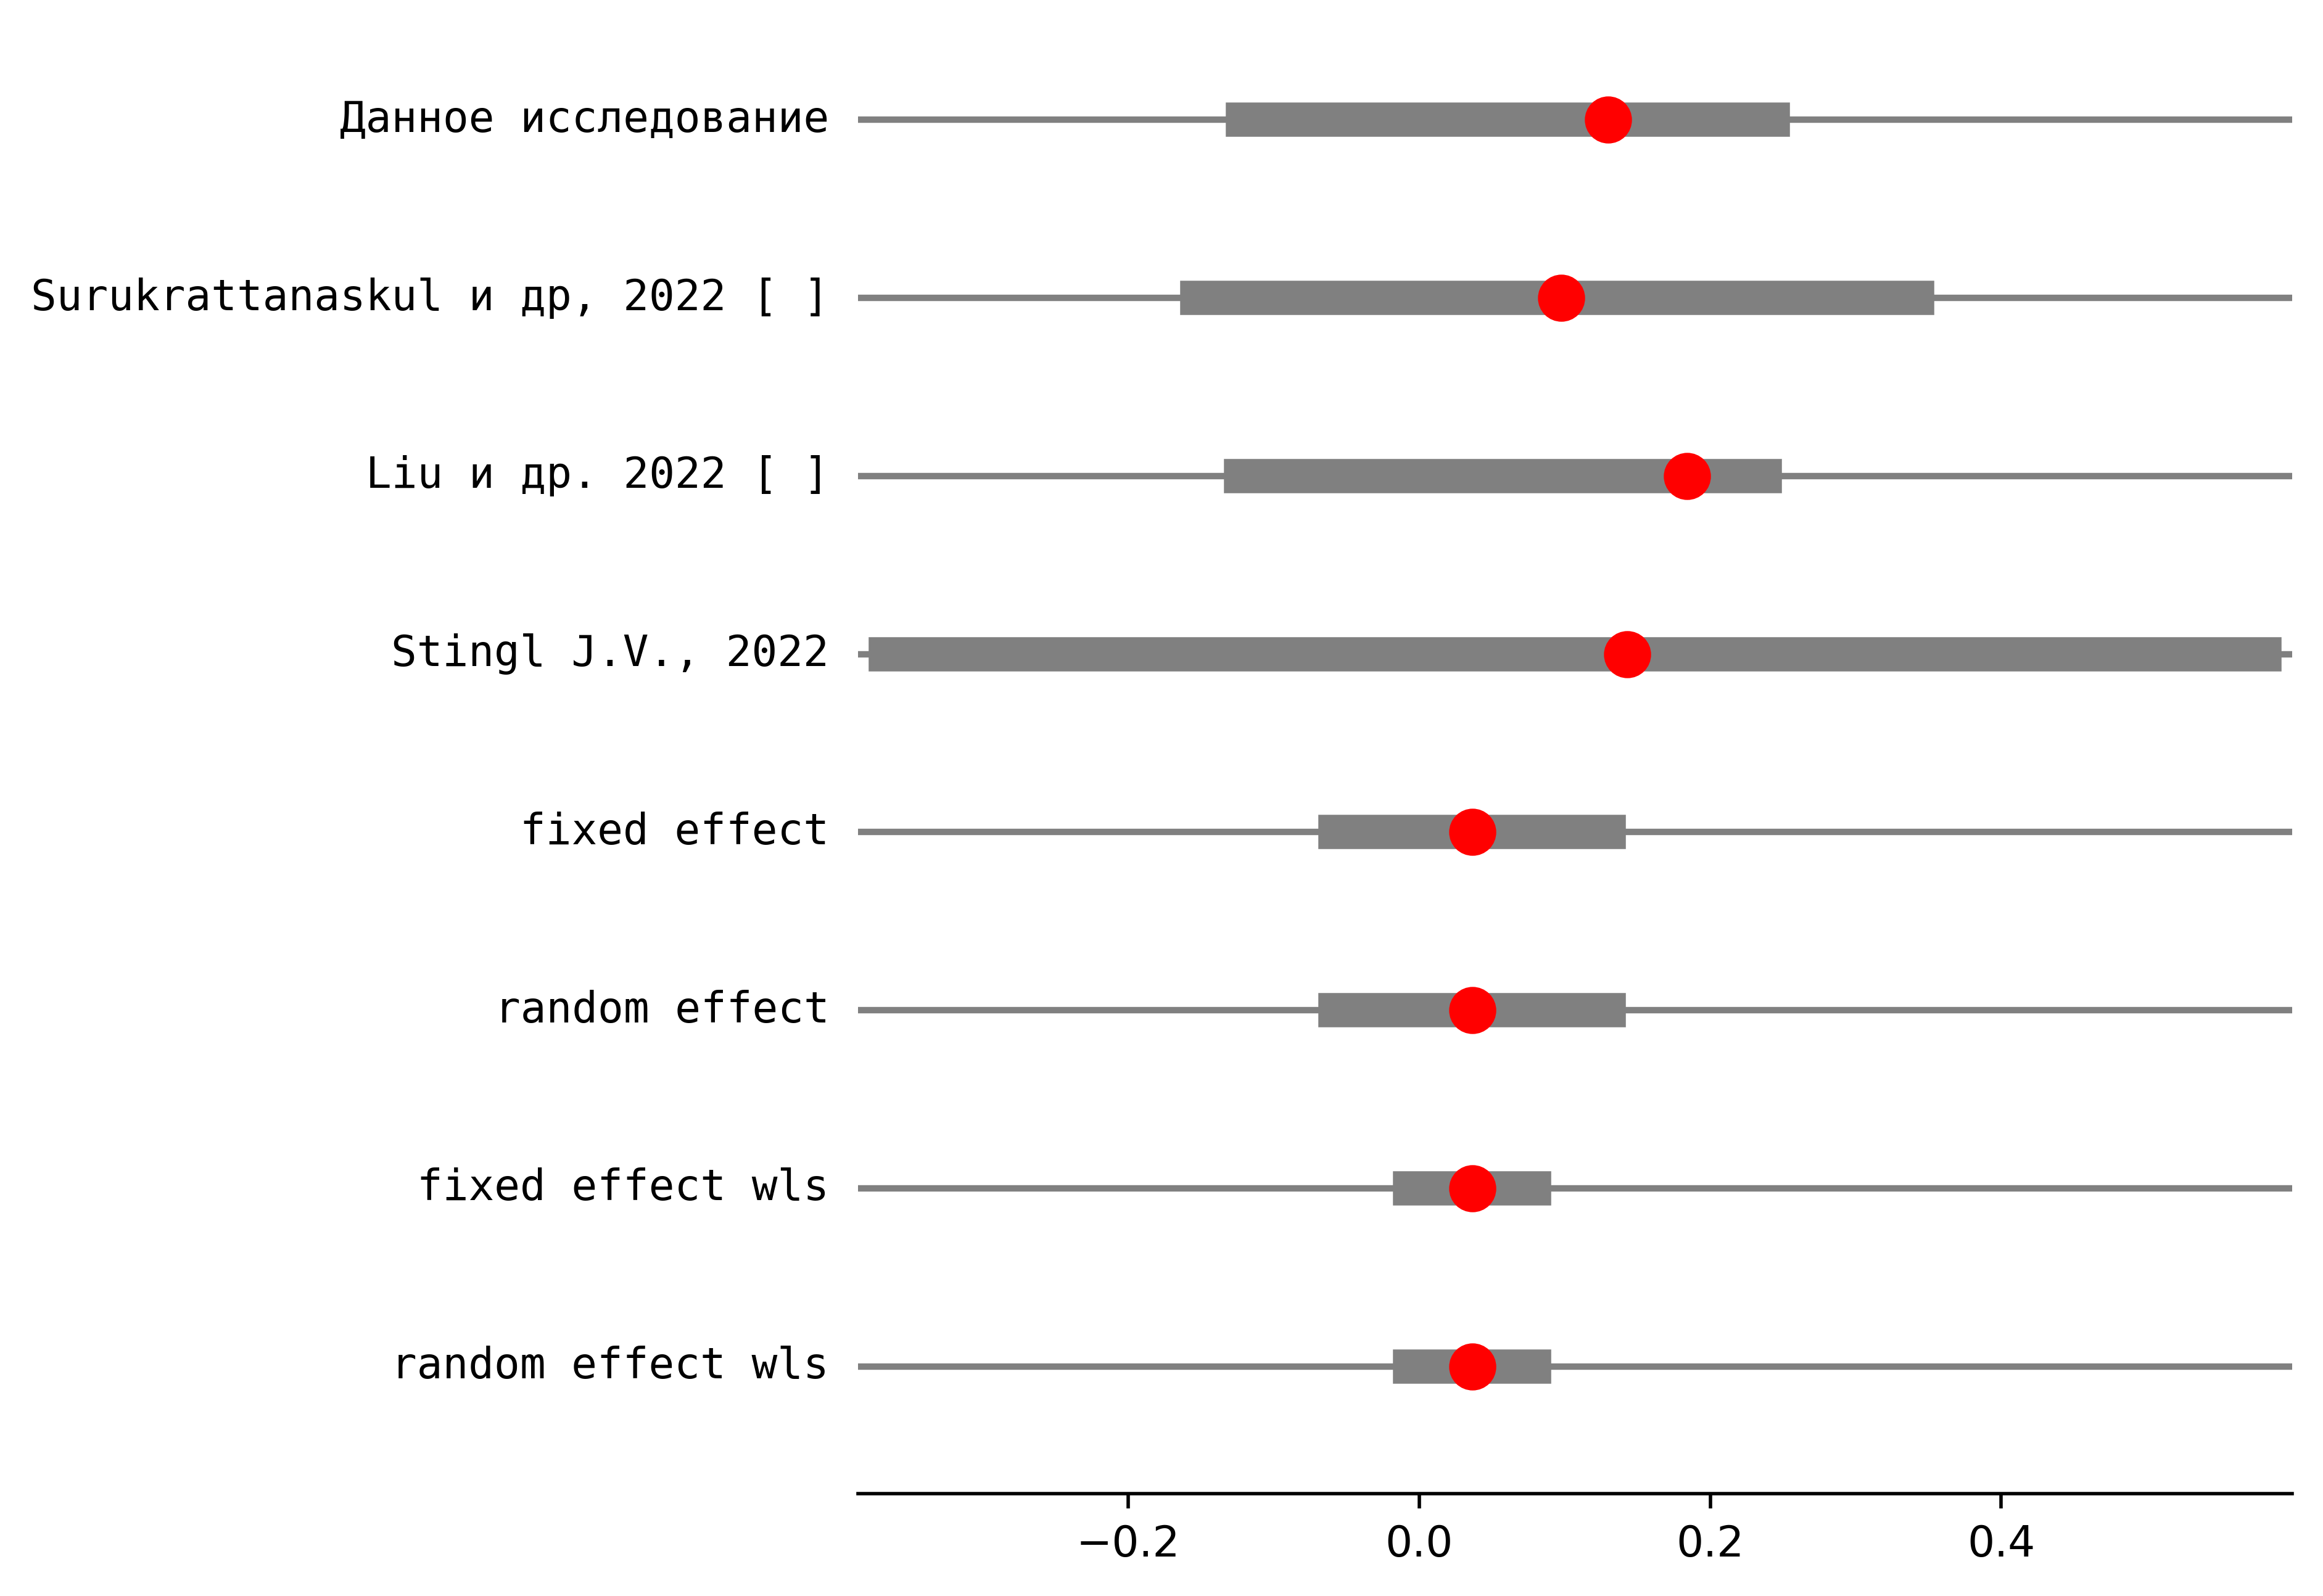 Данное исследование
Surukrattanaskul и др, 2022 [ ]
Liu и др. 2022 [ ]
Stingl J.V., 2022
fixed effect
random effect
fixed effect wls
random effect wls
−0.2 0.0 0.2 0.4